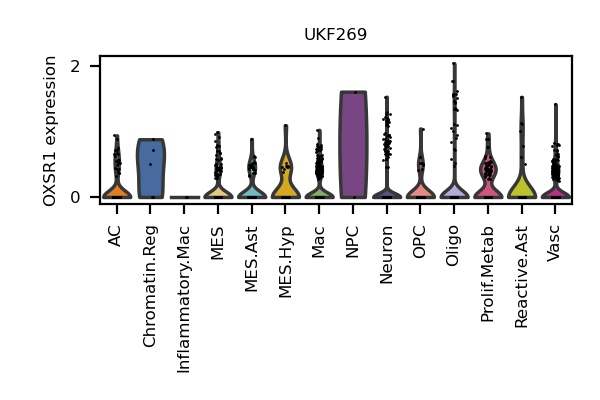 UKF269
OXSR1 expression
2
0
AC
Chromatin.Reg
Inflammatory.Mac
MES
MES.Ast
MES.Hyp
Mac
NPC
Neuron
OPC
Oligo
Prolif.Metab
Reactive.Ast
Vasc